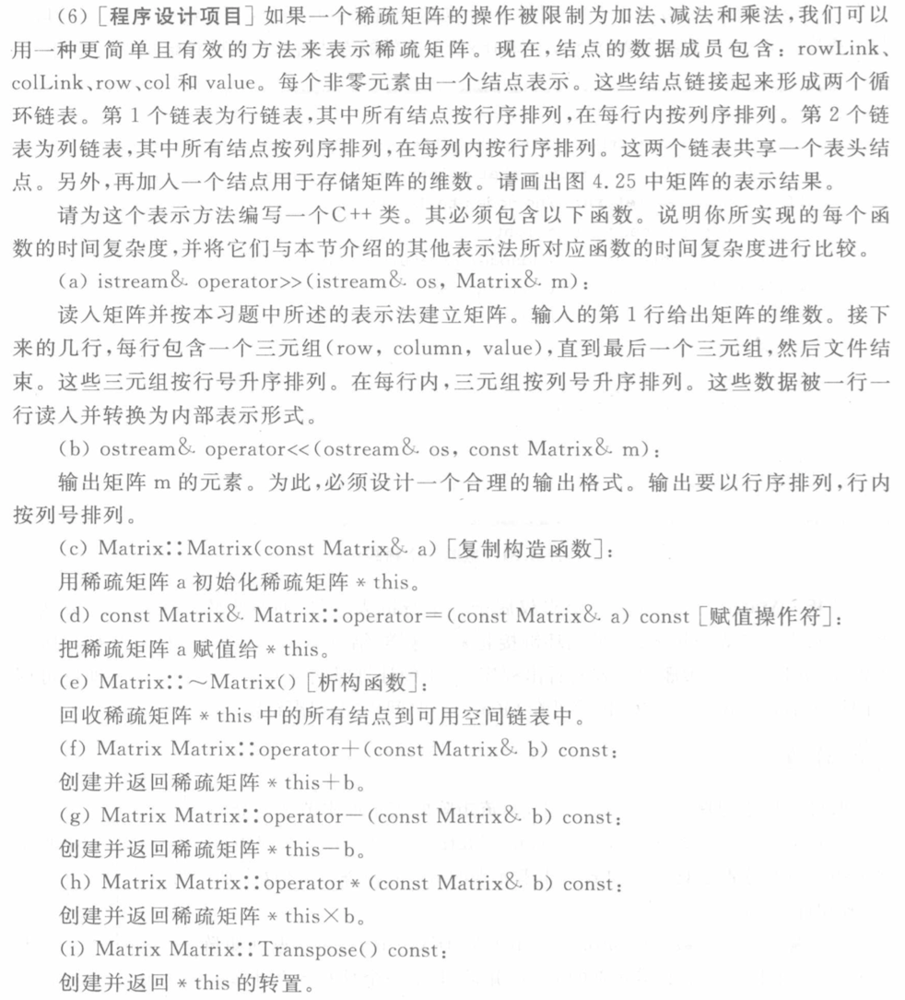 (6)［程序设计项目］如果一个稀疏矩阵的操作被限制为加法、减法和乘法,我们可以
用一种更简单且有效的方法来表示稀疏矩阵。现在,结点的数据成员包含：rowLink、
colLink、row、col 和 value。每个非零元素由一个结点表示。这些结点链接起来形成两个循
环链表。第 1 个链表为行链表,其中所有结点按行序排列,在每行内按列序排列。第 2 个链
表为列链表,其中所有结点按列序排列,在每列内按行序排列。这两个链表共享一个表头结
点。另外,再加入一个结点用于存储矩阵的维数。请画出图 4.25 中矩阵的表示结果。
请为这个表示方法编写一个C++ 类。其必须包含以下函数。说明你所实现的每个函
数的时间复杂度,并将它们与本节介绍的其他表示法所对应函数的时间复杂度进行比较。
(a) istream& operator>>(istream& os, Matrix& m)：
读入矩阵并按本习题中所述的表示法建立矩阵。输入的第 1 行给出矩阵的维数。接下
来的几行,每行包含一个三元组(row, column, value),直到最后一个三元组,然后文件结
束。这些三元组按行号升序排列。在每行内,三元组按列号升序排列。这些数据被一行一
行读入并转换为内部表示形式。
(b) ostream& operator<<(ostream& os, const Matrix& m)：
输出矩阵 m 的元素。为此,必须设计一个合理的输出格式。输出要以行序排列,行内
按列号排列。
(c) Matrix::Matrix(const Matrix& a)［复制构造函数］：
用稀疏矩阵 a 初始化稀疏矩阵 * this。
(d) const Matrix& Matrix::operator=(const Matrix& a) const［赋值操作符］：
把稀疏矩阵 a 赋值给 * this。
(e) Matrix::~Matrix()［析构函数］：
回收稀疏矩阵 * this 中的所有结点到可用空间链表中。
(f) Matrix Matrix::operator+(const Matrix& b) const：
创建并返回稀疏矩阵 * this+b。
(g) Matrix Matrix::operator-(const Matrix& b) const：
创建并返回稀疏矩阵 * this-b。
(h) Matrix Matrix::operator * (const Matrix& b) const：
创建并返回稀疏矩阵 * this×b。
(i) Matrix Matrix::Transpose() const：
创建并返回 * this 的转置。